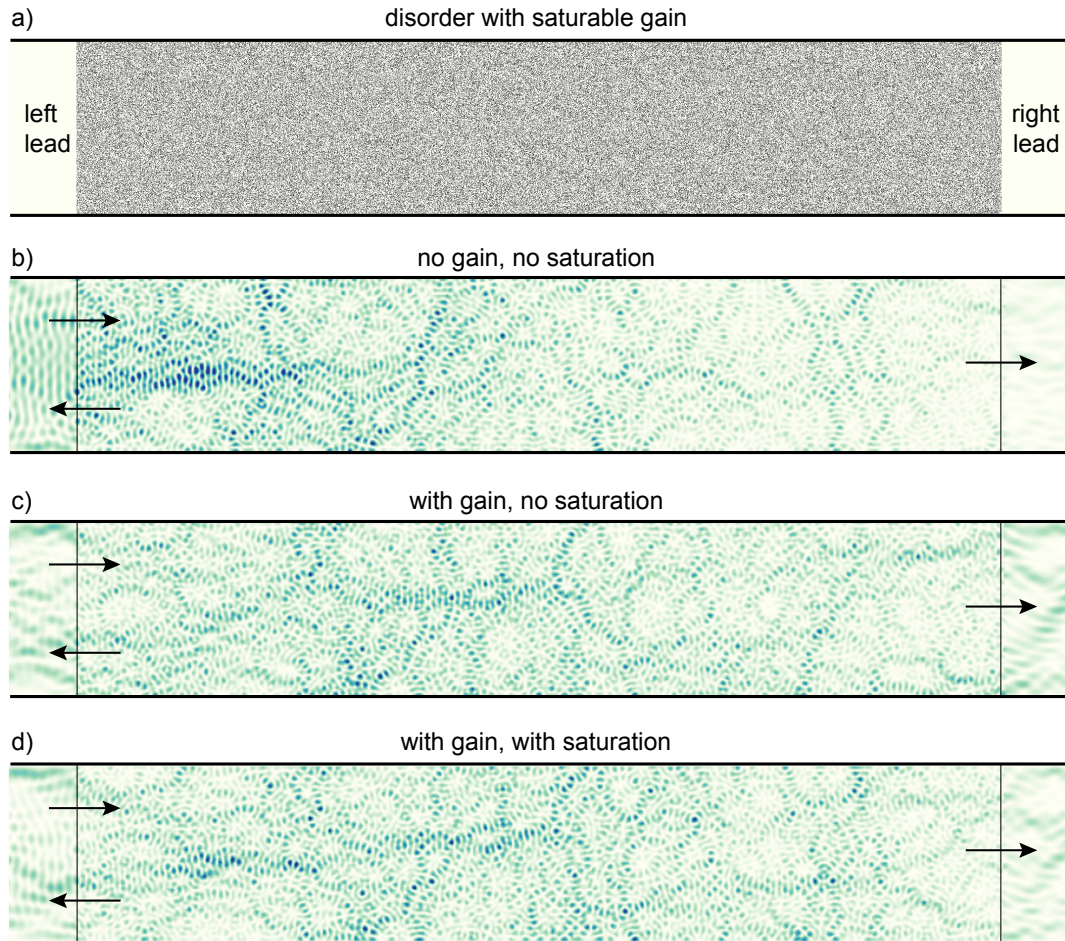 a)
disorder with saturable gain
left
lead
right
lead
b)
no gain, no saturation
c)
with gain, no saturation
d)
with gain, with saturation